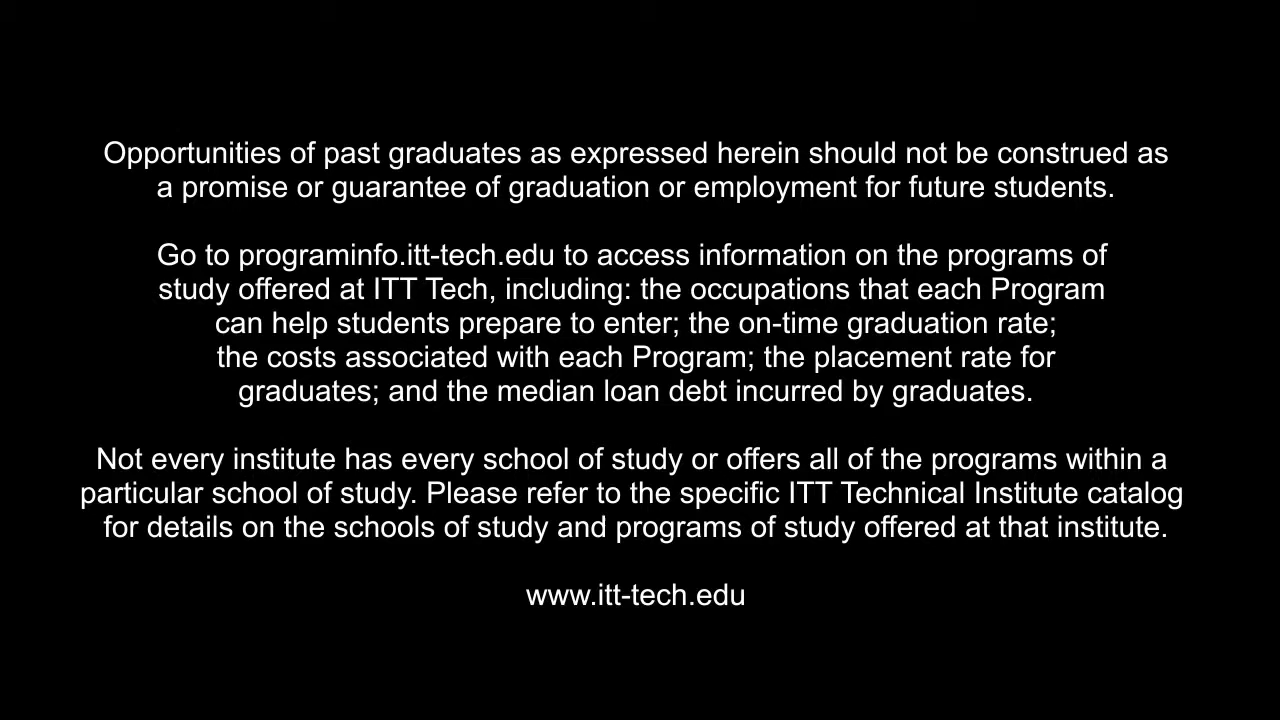 Opportunities of past graduates as expressed herein should not be construed as
a promise or guarantee of graduation or employment for future students.
Go to programinfo.itt-tech.edu to access information on the programs of
study offered at ITT Tech, including: the occupations that each Program
can help students prepare to enter; the on-time graduation rate;
the costs associated with each Program; the placement rate for
graduates; and the median loan debt incurred by graduates.
Not every institute has every school of study or offers all of the programs within a
particular school of study. Please refer to the specific ITT Technical Institute catalog
for details on the schools of study and programs of study offered at that institute.
www.itt-tech.edu